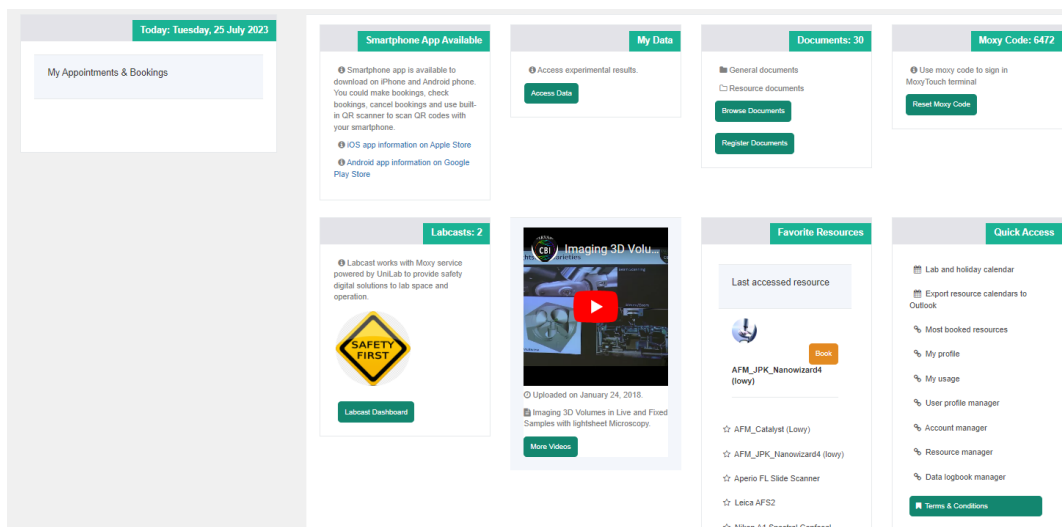 Today: Tuesday, 25 July 2023
My Appointments & Bookings
Smartphone App Available
Smartphone app is available to
download on iPhone and Android phone.
You could make bookings, check
bookings, cancel bookings and use built-
in QR scanner to scan QR codes with
your smartphone.
iOS app information on Apple Store
Android app information on Google
Play Store
My Data
Access experimental results.
Access Data
Documents: 30
General documents
Resource documents
Browse Documents
Register Documents
Moxy Code: 6472
Use moxy code to sign in
MoxyTouch terminal
Reset Moxy Code
Labcasts: 2
Labcast works with Moxy service
powered by UniLab to provide safety
digital solutions to lab space and
operation.
SAFETY
FIRST
Labcast Dashboard
CBI
Imaging 3D Volu...
Uploaded on January 24, 2018.
Imaging 3D Volumes in Live and Fixed
Samples with lightsheet Microscopy.
More Videos
Favorite Resources
Last accessed resource
Book
AFM_JPK_Nanowizard4
(lowy)
AFM_Catalyst (Lowy)
AFM_JPK_Nanowizard4 (lowy)
Aperio FL Slide Scanner
Leica AFS2
Nikon A1 Spectral Confocal
Quick Access
Lab and holiday calendar
Export resource calendars to
Outlook
Most booked resources
My profile
My usage
User profile manager
Account manager
Resource manager
Data logbook manager
Terms & Conditions